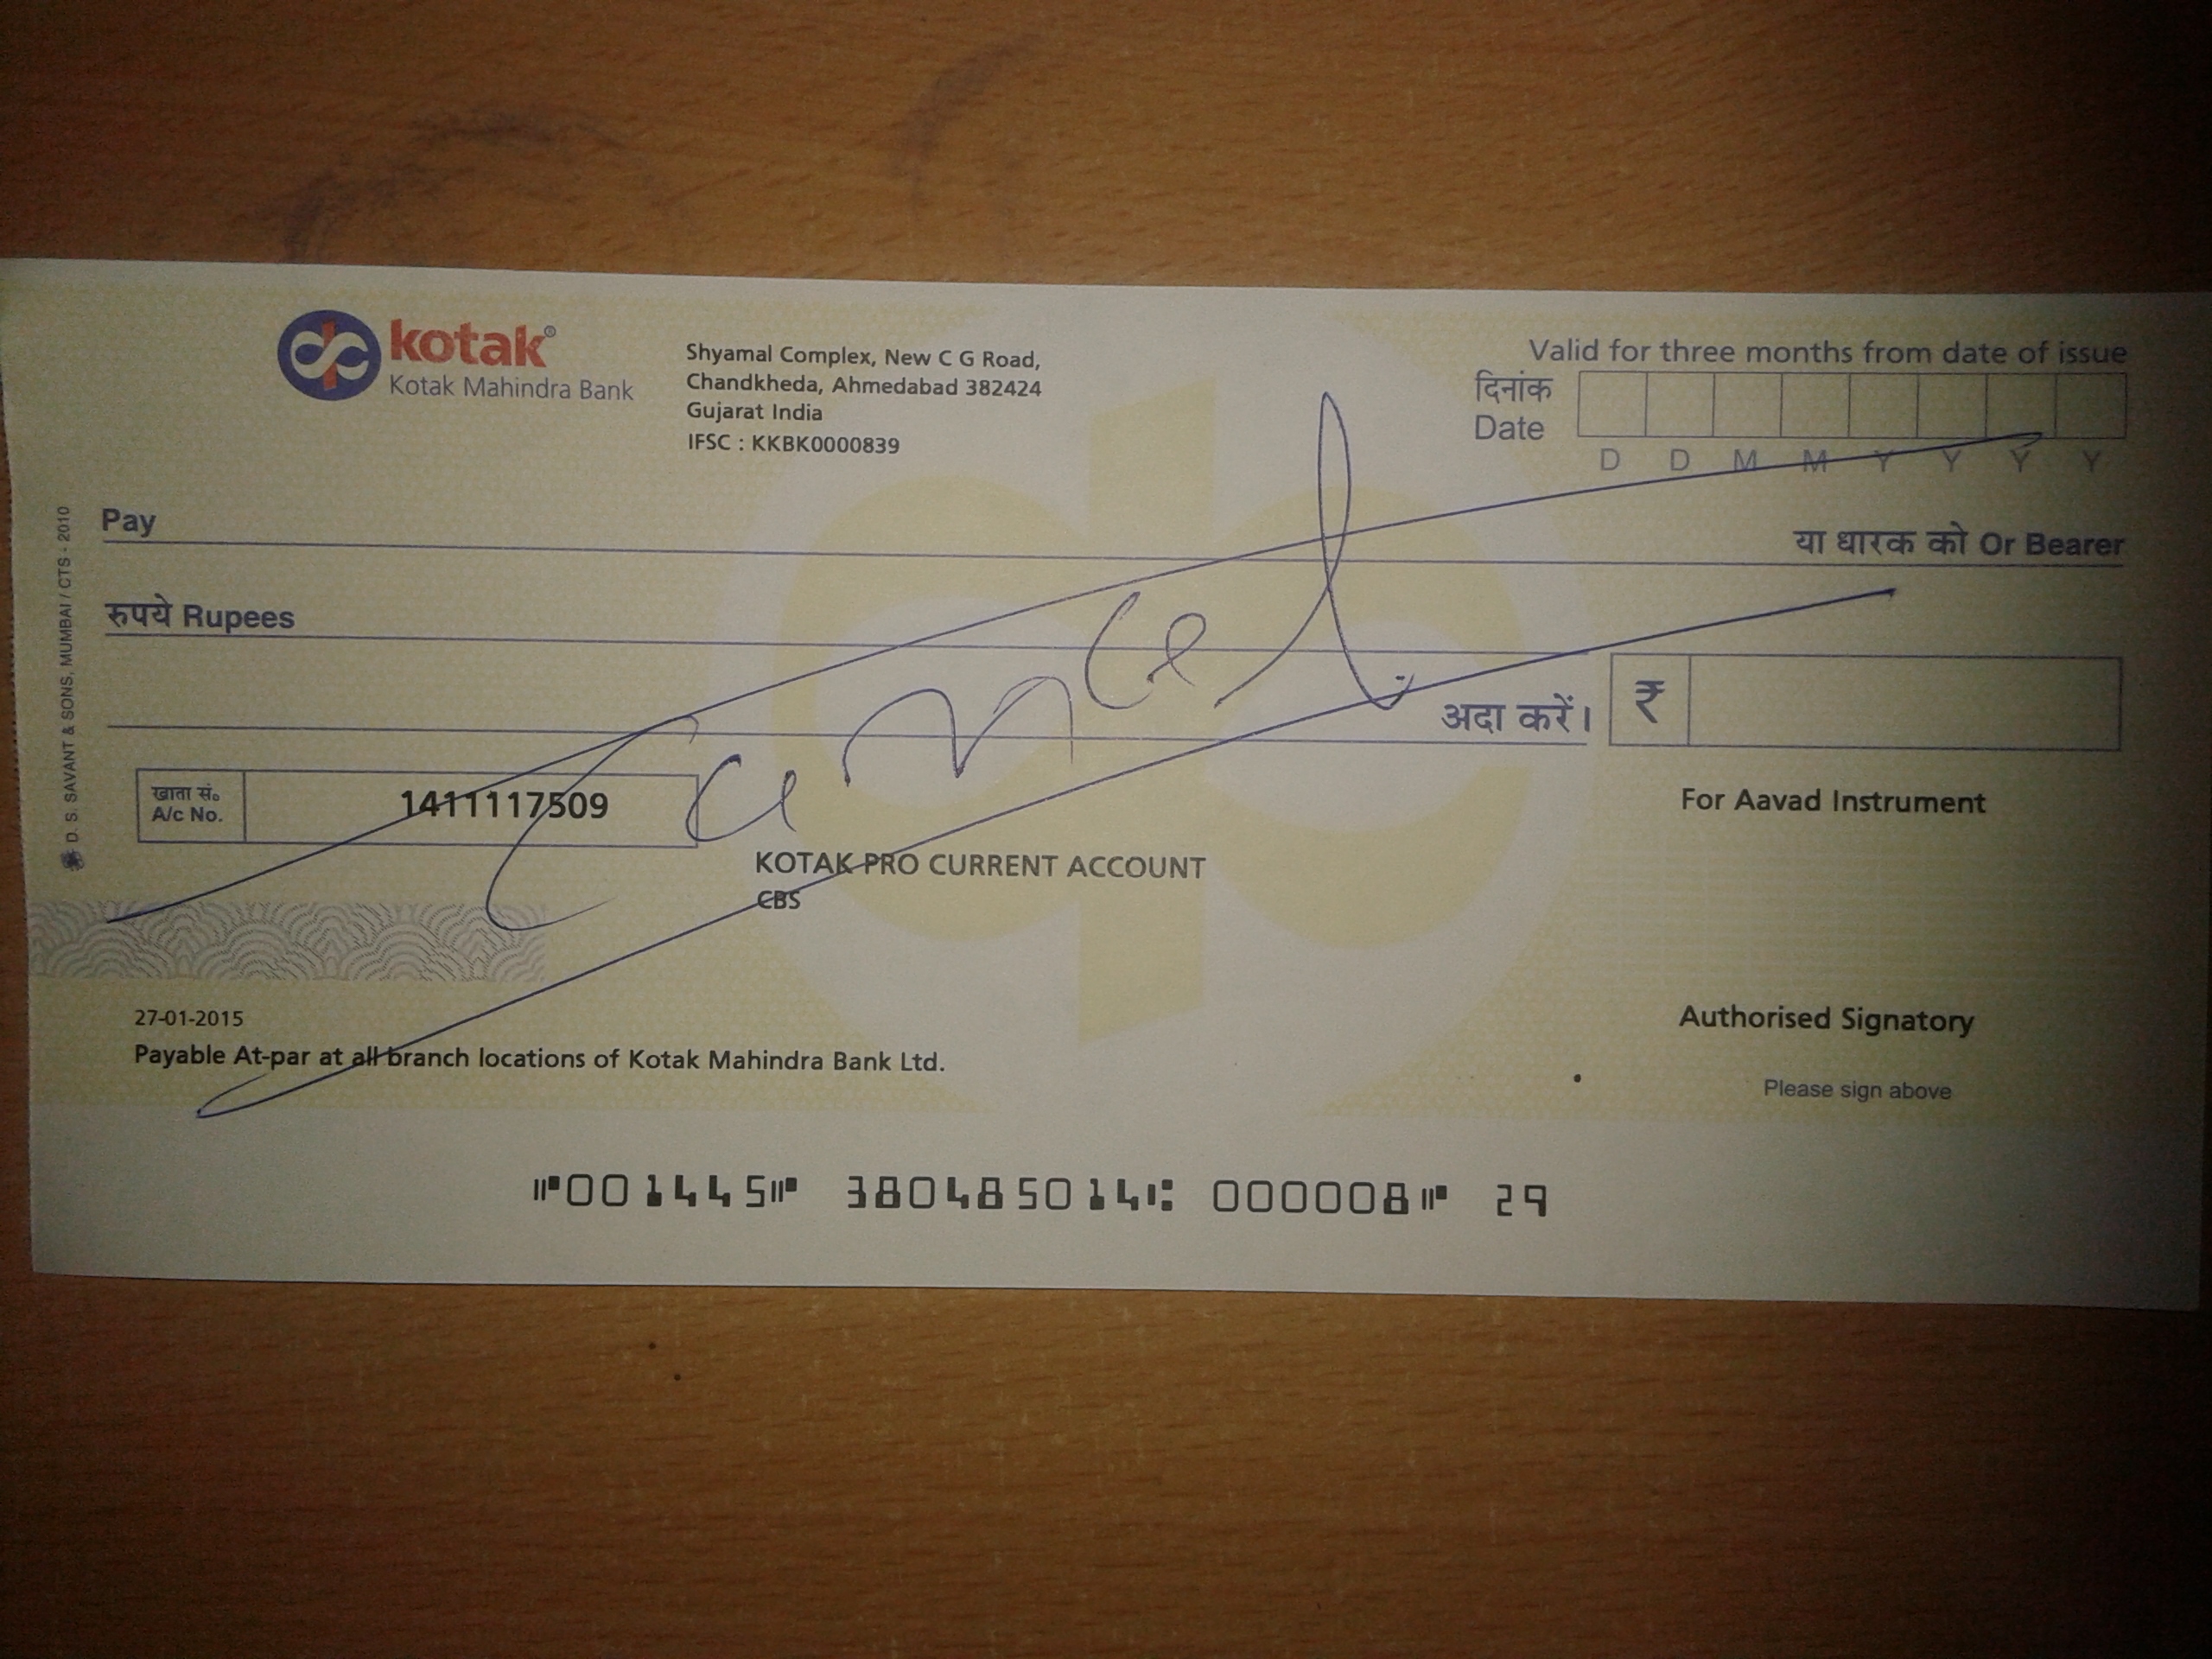 kotak®
Kotak Mahindra Bank
Shyamal Complex, New C G Road,
Chandkheda, Ahmedabad 382424
Gujarat India
IFSC : KKBK0000839
Valid for three months from date of issue
दिनांक
Date
D D M M Y Y Y Y
Pay
या धारक को Or Bearer
रुपये Rupees
अदा करें।
₹
Cancel
खाता सं०
A/c No.
1411117509
For Aavad Instrument
KOTAK PRO CURRENT ACCOUNT
CBS
27-01-2015
Payable At-par at all branch locations of Kotak Mahindra Bank Ltd.
Authorised Signatory
Please sign above
D. S. SAVANT & SONS, MUMBAI / CTS - 2010
⑈001445⑈ 380485014⑆ 000008⑈ 29